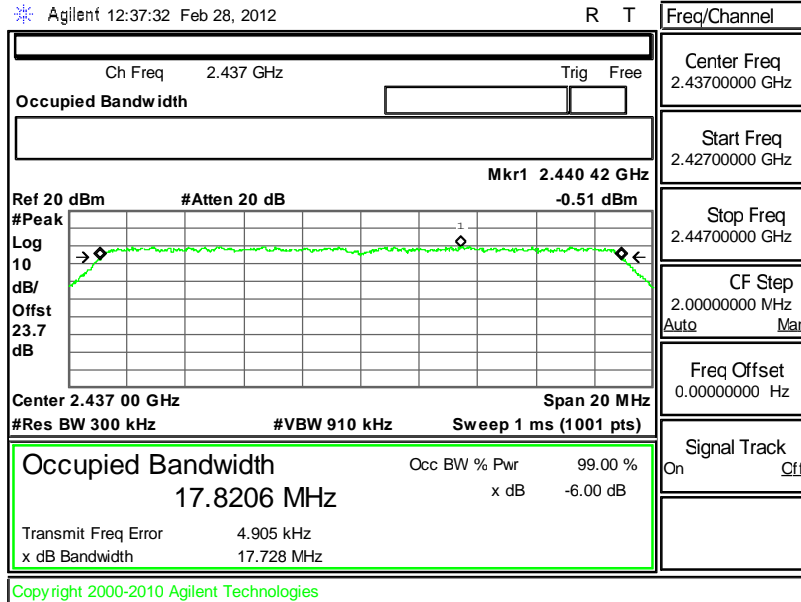 Agilent 12:37:32 Feb 28, 2012 R T
Freq/Channel
Ch Freq 2.437 GHz Trig Free
Occupied Bandwidth
Center Freq
2.43700000 GHz
Start Freq
2.42700000 GHz
Mkr1 2.440 42 GHz
Ref 20 dBm #Atten 20 dB -0.51 dBm
Stop Freq
2.44700000 GHz
#Peak
Log
10
dB/
Offst
23.7
dB
1
CF Step
2.00000000 MHz
Auto Man
Freq Offset
0.00000000 Hz
Center 2.437 00 GHz Span 20 MHz
#Res BW 300 kHz #VBW 910 kHz Sweep 1 ms (1001 pts)
Signal Track
On Off
Occupied Bandwidth
17.8206 MHz
Occ BW % Pwr 99.00 %
x dB -6.00 dB
Transmit Freq Error 4.905 kHz
x dB Bandwidth 17.728 MHz
Copyright 2000-2010 Agilent Technologies